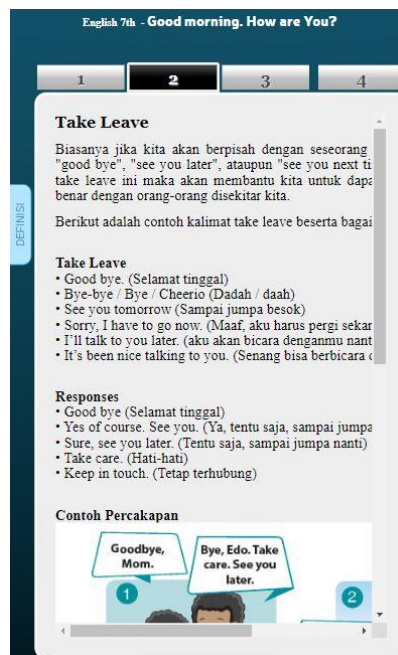 English 7th - Good morning. How are You?
1 2 3 4
DEFINISI
Take Leave
Biasanya jika kita akan berpisah dengan seseorang
"good bye", "see you later", ataupun "see you next ti
take leave ini maka akan membantu kita untuk dapa
benar dengan orang-orang disekitar kita.
Berikut adalah contoh kalimat take leave beserta bagai
Take Leave
• Good bye. (Selamat tinggal)
• Bye-bye / Bye / Cheerio (Dadah / daah)
• See you tomorrow (Sampai jumpa besok)
• Sorry, I have to go now. (Maaf, aku harus pergi sekar
• I'll talk to you later. (aku akan bicara denganmu nant
• It's been nice talking to you. (Senang bisa berbicara
Responses
• Good bye (Selamat tinggal)
• Yes of course. See you. (Ya, tentu saja, sampai jumpa
• Sure, see you later. (Tentu saja, sampai jumpa nanti)
• Take care. (Hati-hati)
• Keep in touch. (Tetap terhubung)
Contoh Percakapan
Goodbye,
Mom.
Bye, Edo. Take
care. See you
later.
1
2